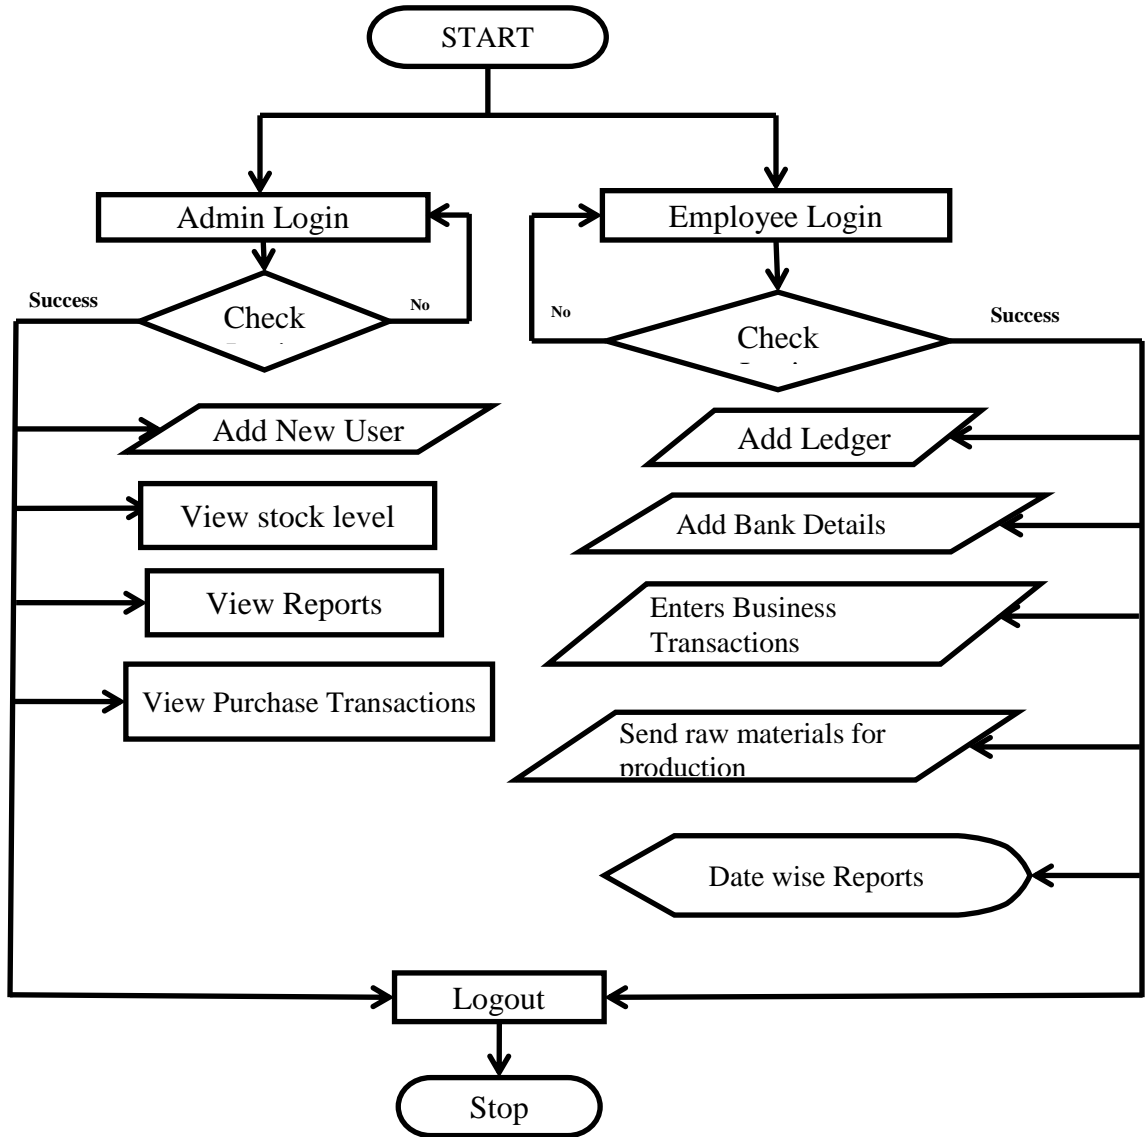 START
Admin Login
Employee Login
Success
No
Check
No
Success
Check
Add New User
View stock level
View Reports
View Purchase Transactions
Add Ledger
Add Bank Details
Enters Business
Transactions
Send raw materials for
production
Date wise Reports
Logout
Stop